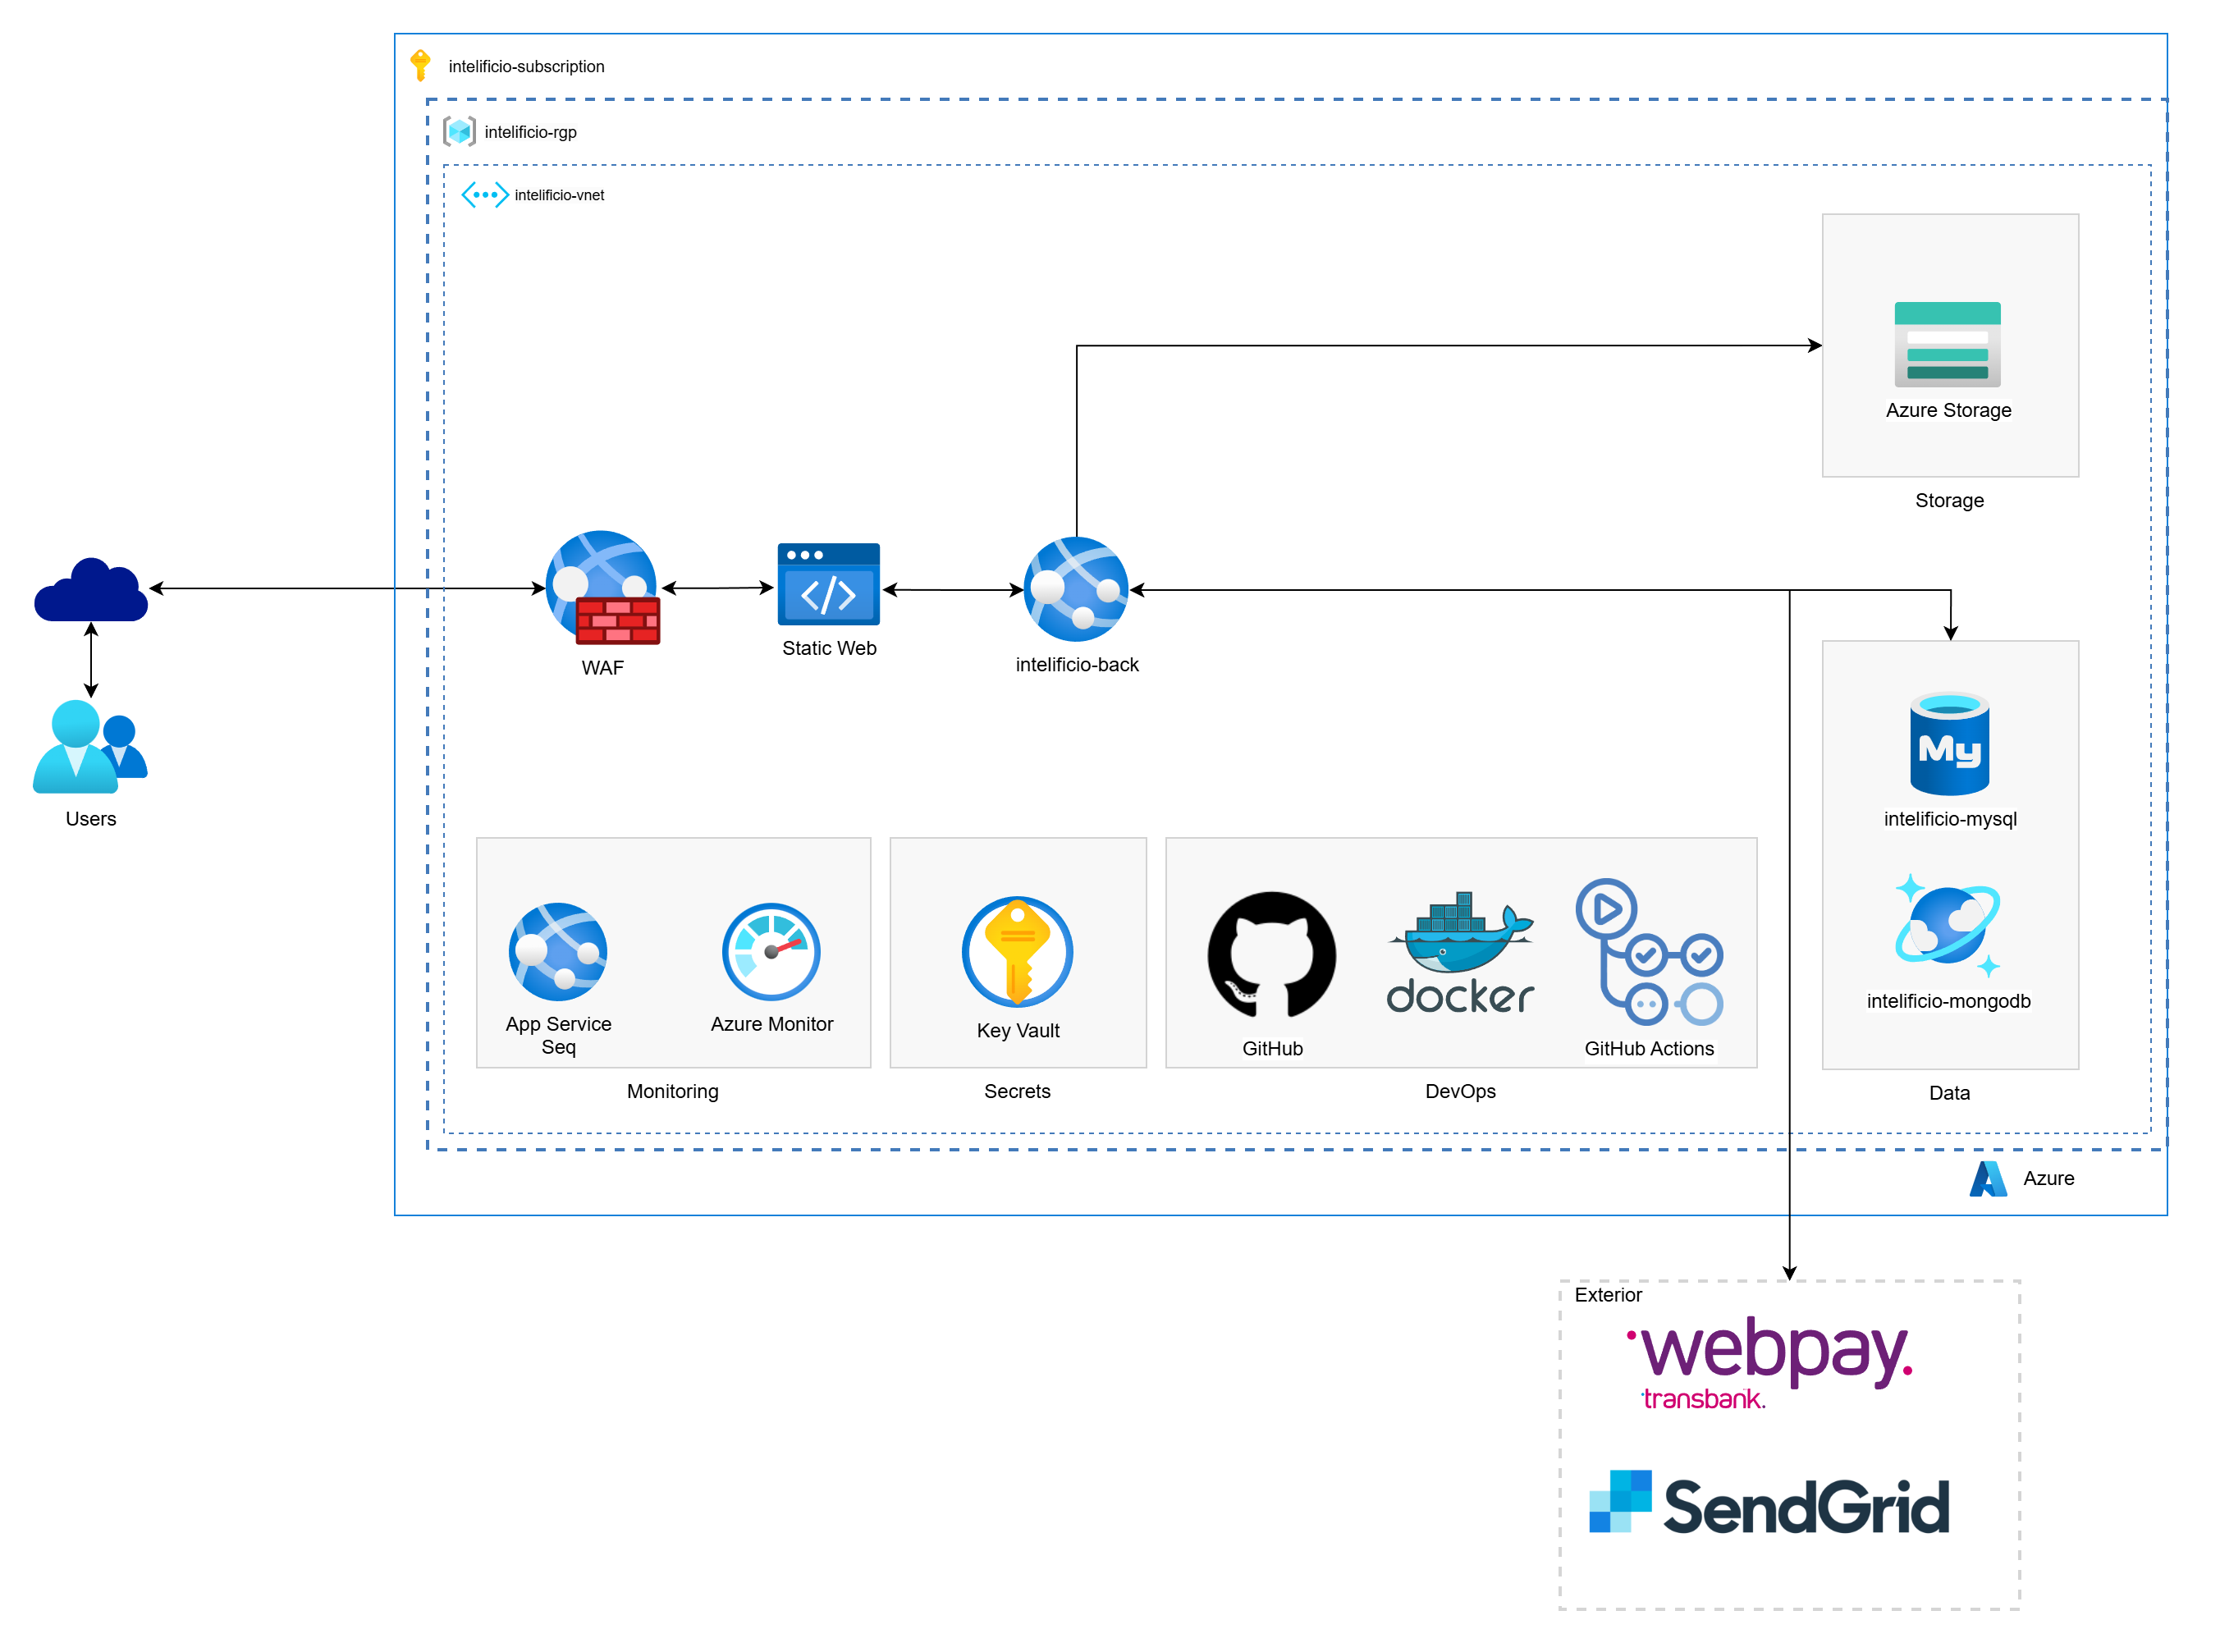 intelificio-subscription
intelificio-rgp
intelificio-vnet
Azure Storage
Storage
WAF
Static Web
intelificio-back
Users
My
intelificio-mysql
intelificio-mongodb
Data
App Service
Seq
Azure Monitor
Monitoring
Key Vault
Secrets
GitHub
docker
GitHub Actions
DevOps
Azure
Exterior
webpay.
transbank.
SendGrid